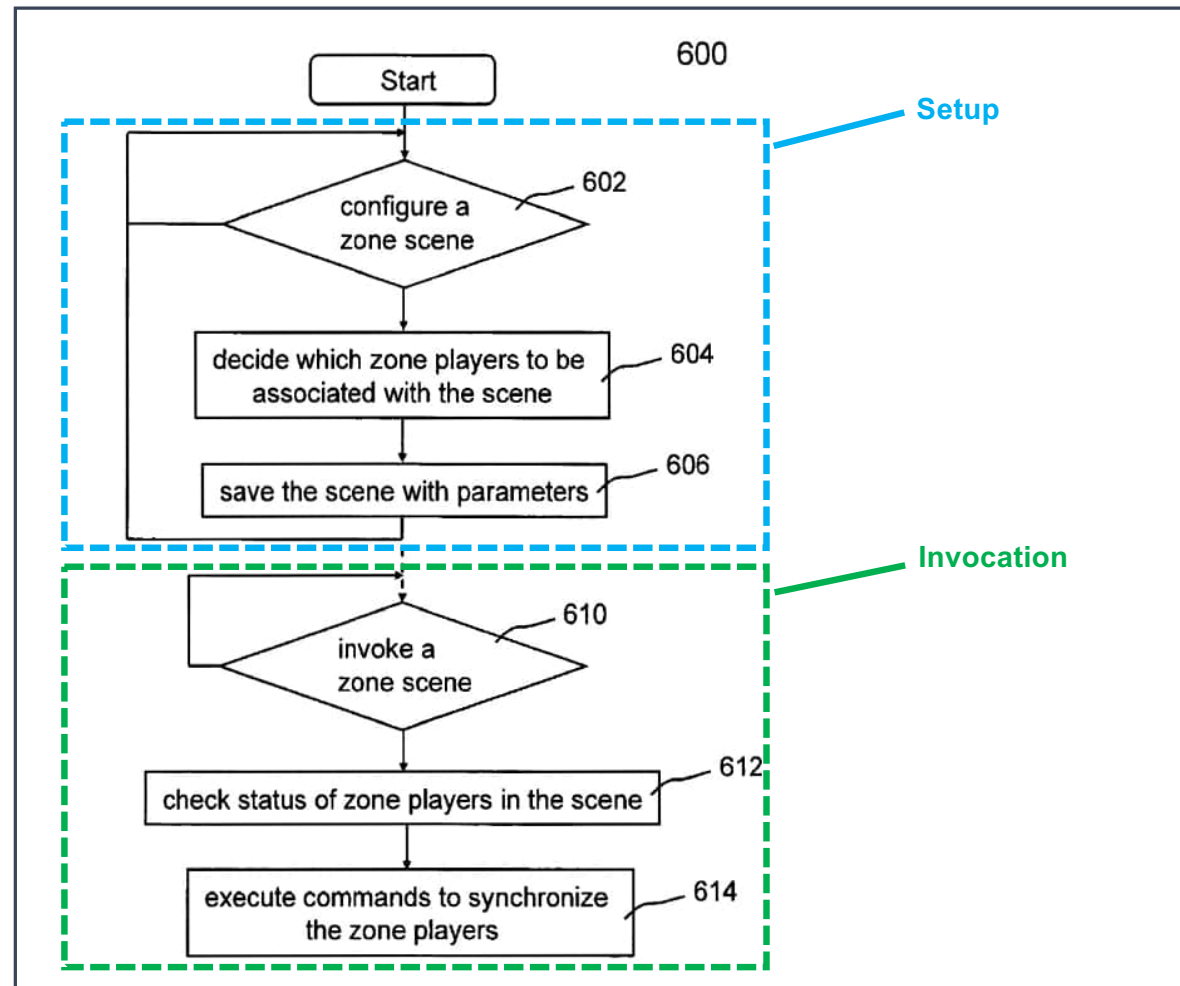 600
Start
Setup
602
configure a
zone scene
604
decide which zone players to be
associated with the scene
606
save the scene with parameters
Invocation
610
invoke a
zone scene
612
check status of zone players in the scene
614
execute commands to synchronize
the zone players